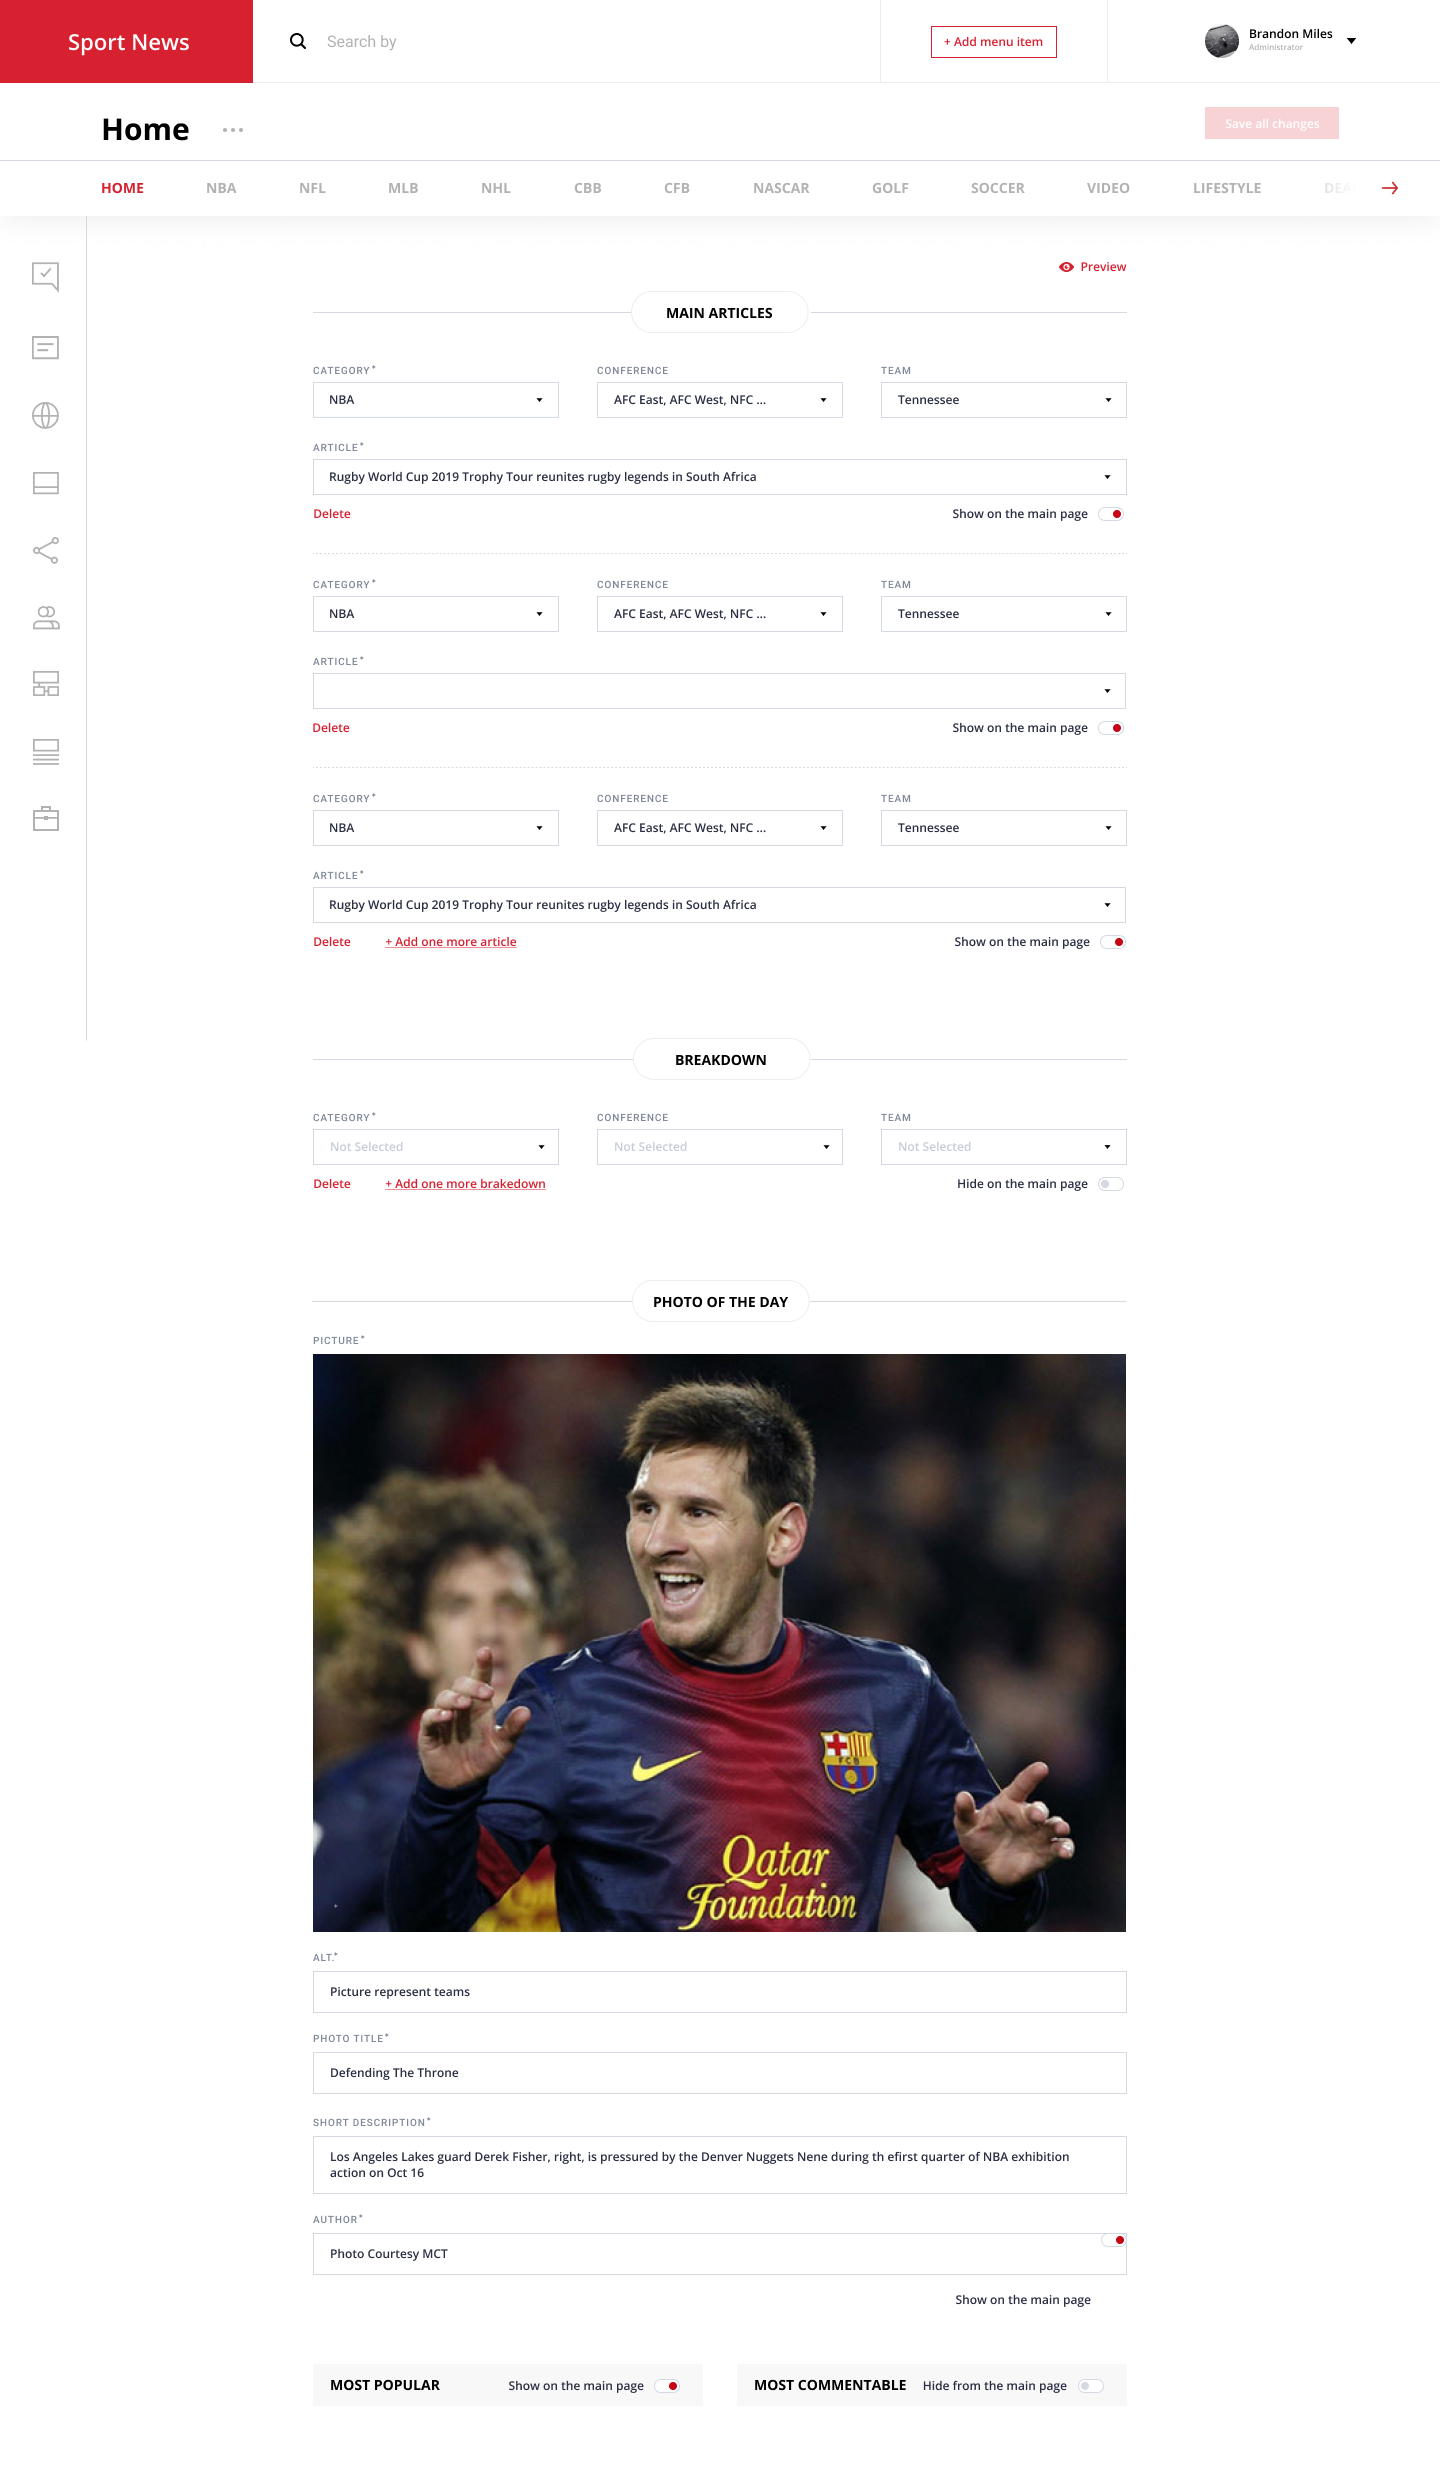 Sport News
Search by
+ Add menu item
Brandon Miles
Administrator
Home
Save all changes
HOME NBA NFL MLB NHL CBB CFB NASCAR GOLF SOCCER VIDEO LIFESTYLE
Preview
MAIN ARTICLES
CATEGORY* CONFERENCE TEAM
NBA AFC East, AFC West, NFC ... Tennessee
ARTICLE*
Rugby World Cup 2019 Trophy Tour reunites rugby legends in South Africa
Delete Show on the main page
CATEGORY* CONFERENCE TEAM
NBA AFC East, AFC West, NFC ... Tennessee
ARTICLE*
Delete Show on the main page
CATEGORY* CONFERENCE TEAM
NBA AFC East, AFC West, NFC ... Tennessee
ARTICLE*
Rugby World Cup 2019 Trophy Tour reunites rugby legends in South Africa
Delete + Add one more article Show on the main page
BREAKDOWN
CATEGORY* CONFERENCE TEAM
Not Selected Not Selected Not Selected
Delete + Add one more brakedown Hide on the main page
PHOTO OF THE DAY
PICTURE*
FCB
Qatar
Foundation
ALT.*
Picture represent teams
PHOTO TITLE*
Defending The Throne
SHORT DESCRIPTION*
Los Angeles Lakes guard Derek Fisher, right, is pressured by the Denver Nuggets Nene during th efirst quarter of NBA exhibition
action on Oct 16
AUTHOR*
Photo Courtesy MCT
Show on the main page
MOST POPULAR Show on the main page MOST COMMENTABLE Hide from the main page